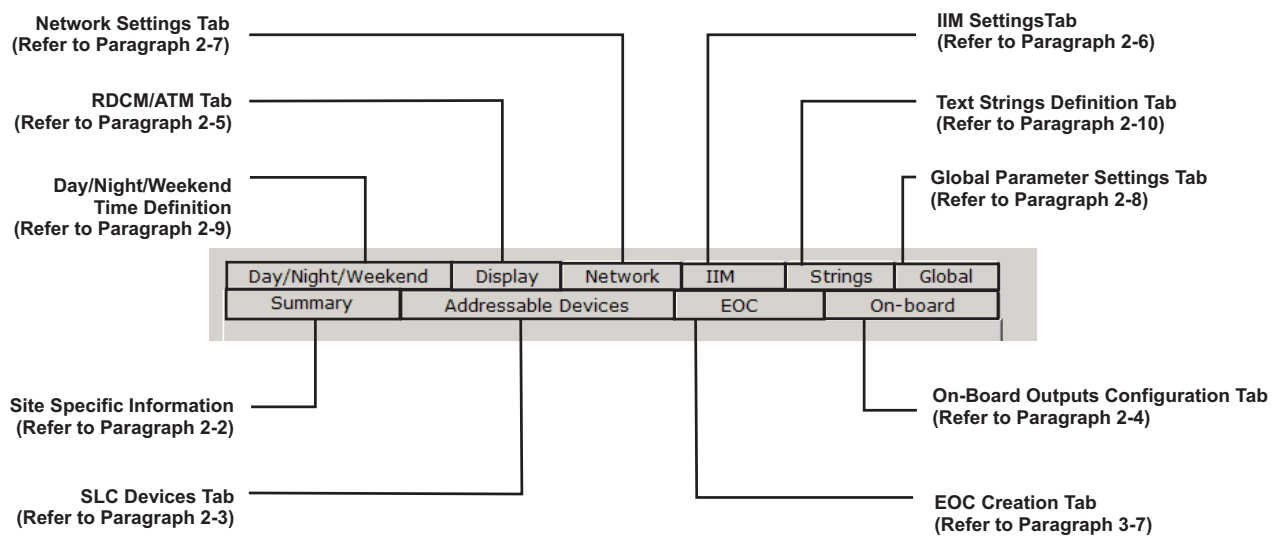 Network Settings Tab
(Refer to Paragraph 2-7)
IIM SettingsTab
(Refer to Paragraph 2-6)
RDCM/ATM Tab
(Refer to Paragraph 2-5)
Text Strings Definition Tab
(Refer to Paragraph 2-10)
Day/Night/Weekend
Time Definition
(Refer to Paragraph 2-9)
Global Parameter Settings Tab
(Refer to Paragraph 2-8)
Day/Night/Weekend Display Network IIM Strings Global
Summary Addressable Devices EOC On-board
Site Specific Information
(Refer to Paragraph 2-2)
On-Board Outputs Configuration Tab
(Refer to Paragraph 2-4)
SLC Devices Tab
(Refer to Paragraph 2-3)
EOC Creation Tab
(Refer to Paragraph 3-7)